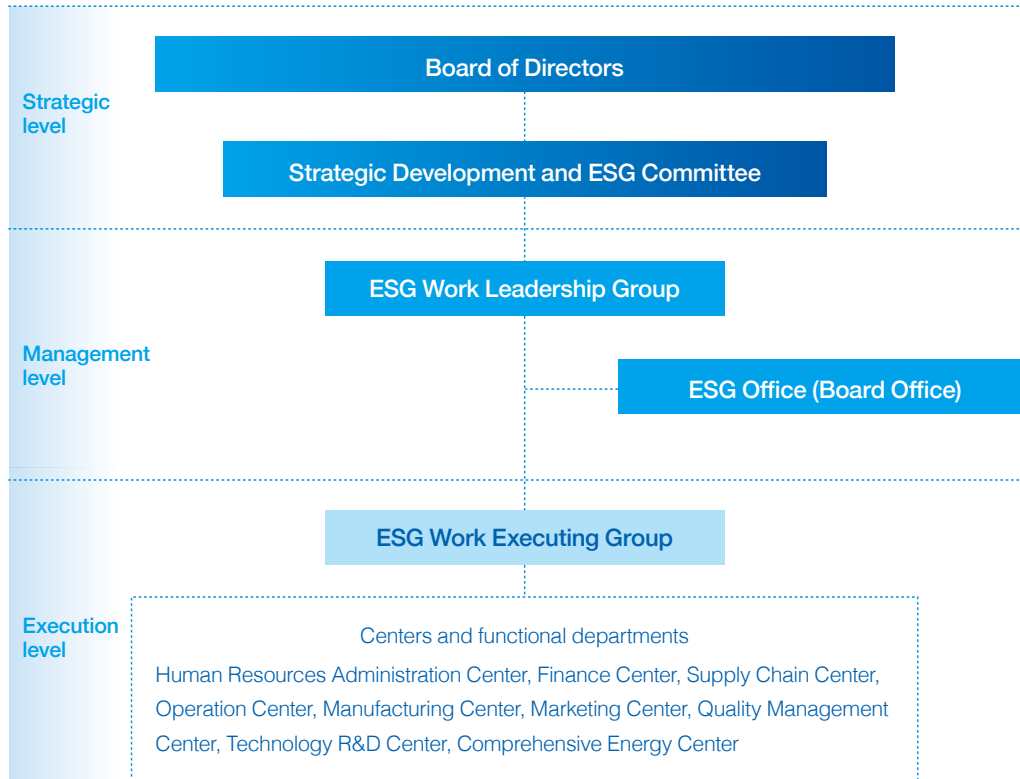 Strategic
level
Board of Directors
Strategic Development and ESG Committee
Management
level
ESG Work Leadership Group
ESG Office (Board Office)
Execution
level
ESG Work Executing Group
Centers and functional departments
Human Resources Administration Center, Finance Center, Supply Chain Center,
Operation Center, Manufacturing Center, Marketing Center, Quality Management
Center, Technology R&D Center, Comprehensive Energy Center